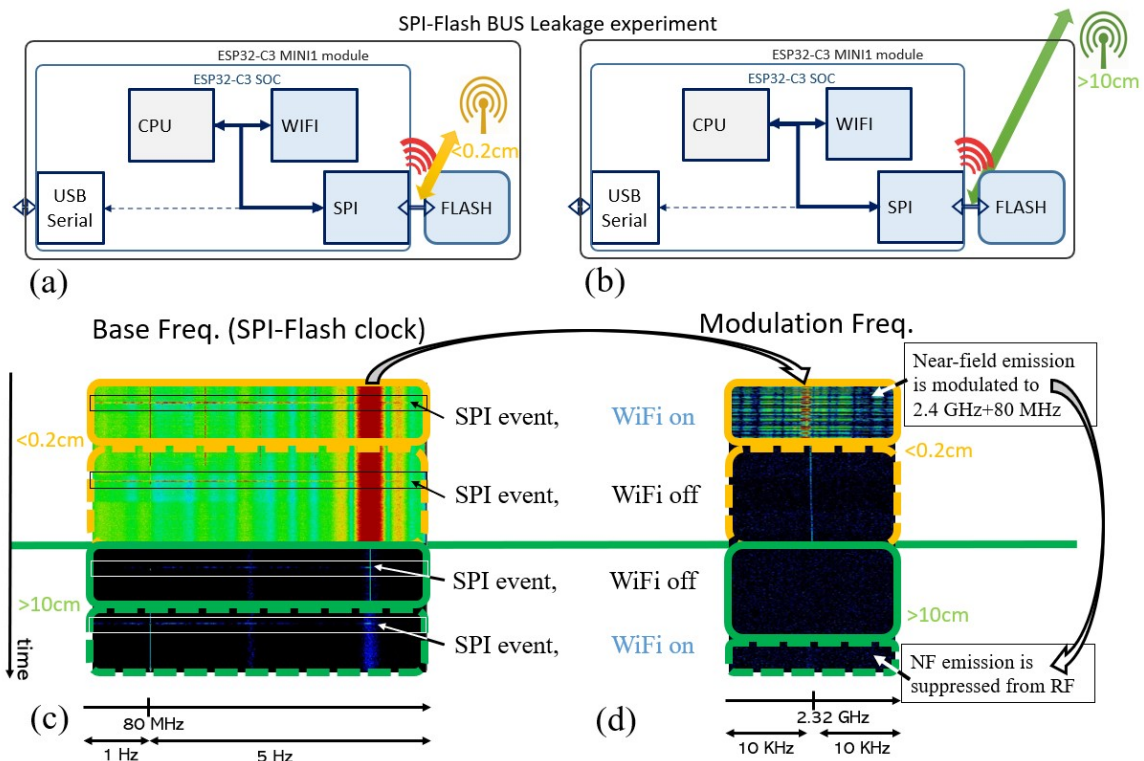 SPI-Flash BUS Leakage experiment
ESP32-C3 MINI1 module
ESP32-C3 SOC
CPU
WIFI
<0.2cm
USB
Serial
SPI
FLASH
(a)
ESP32-C3 MINI1 module
ESP32-C3 SOC
>10cm
CPU
WIFI
USB
Serial
SPI
FLASH
(b)
Base Freq. (SPI-Flash clock)
Modulation Freq.
Near-field emission
is modulated to
2.4 GHz+80 MHz
SPI event, WiFi on
<0.2cm
<0.2cm
SPI event, WiFi off
SPI event, WiFi off
>10cm
>10cm
SPI event, WiFi on
NF emission is
suppressed from RF
time
(c)
80 MHz
1 Hz
5 Hz
(d)
2.32 GHz
10 KHz
10 KHz